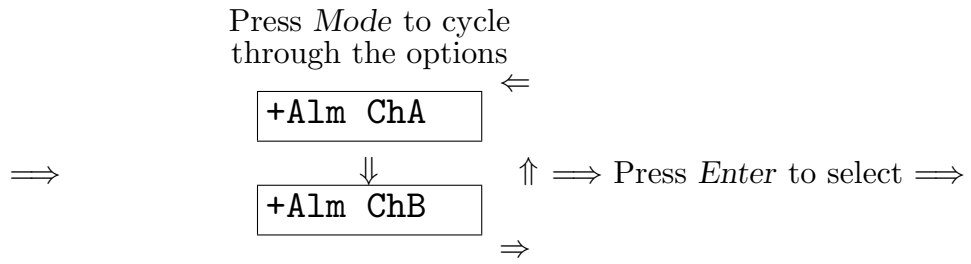 Press Mode to cycle
through the options
⇐
+Alm ChA
⟹ ⇓ ⇑ ⟹ Press Enter to select ⟹
+Alm ChB
⇒